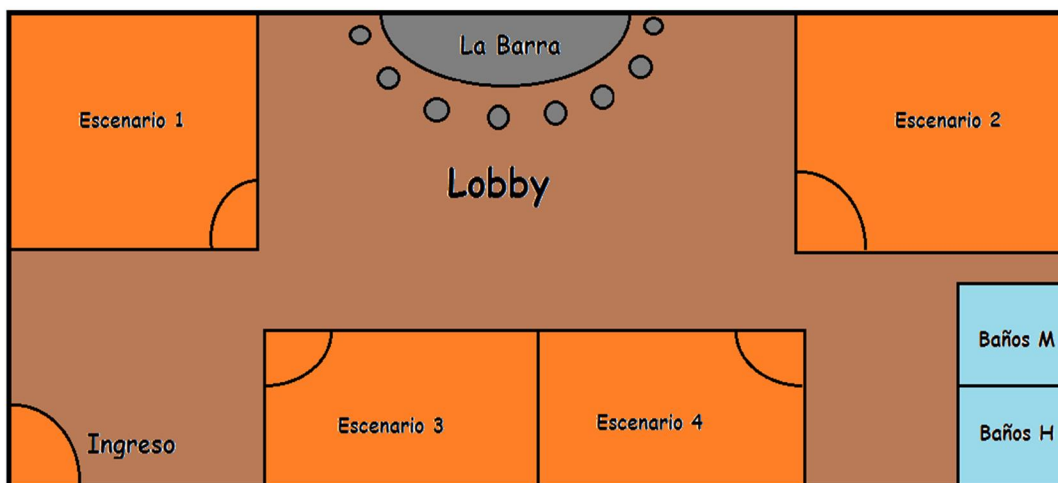 La Barra
Escenario 1
Escenario 2
Lobby
Baños M
Escenario 3
Escenario 4
Baños H
Ingreso